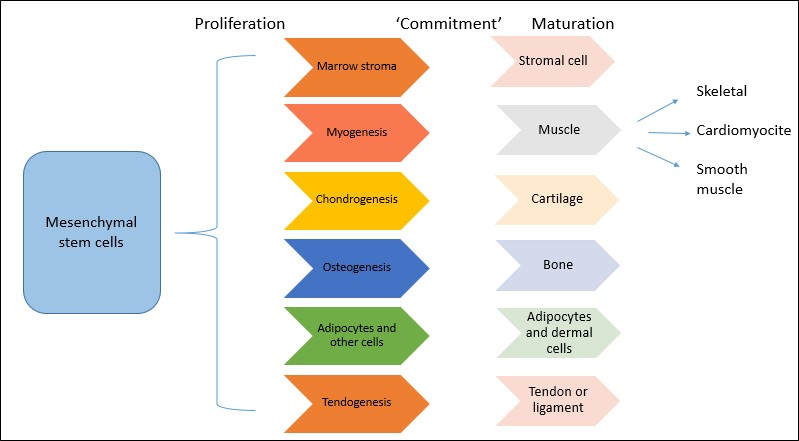 Proliferation
‘Commitment’
Maturation
Mesenchymal
stem cells
Marrow stroma
Stromal cell
Myogenesis
Muscle
Skeletal
Cardiomyocite
Smooth
muscle
Chondrogenesis
Cartilage
Osteogenesis
Bone
Adipocytes and
other cells
Adipocytes
and dermal
cells
Tendogenesis
Tendon or
ligament